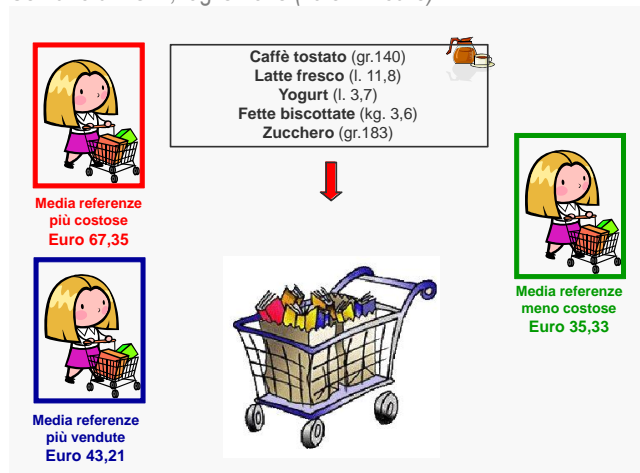 Caffè tostato (gr.140)
Latte fresco (l. 11,8)
Yogurt (l. 3,7)
Fette biscottate (kg. 3,6)
Zucchero (gr.183)
Media referenze
più costose
Euro 67,35
Media referenze
meno costose
Euro 35,33
Media referenze
più vendute
Euro 43,21